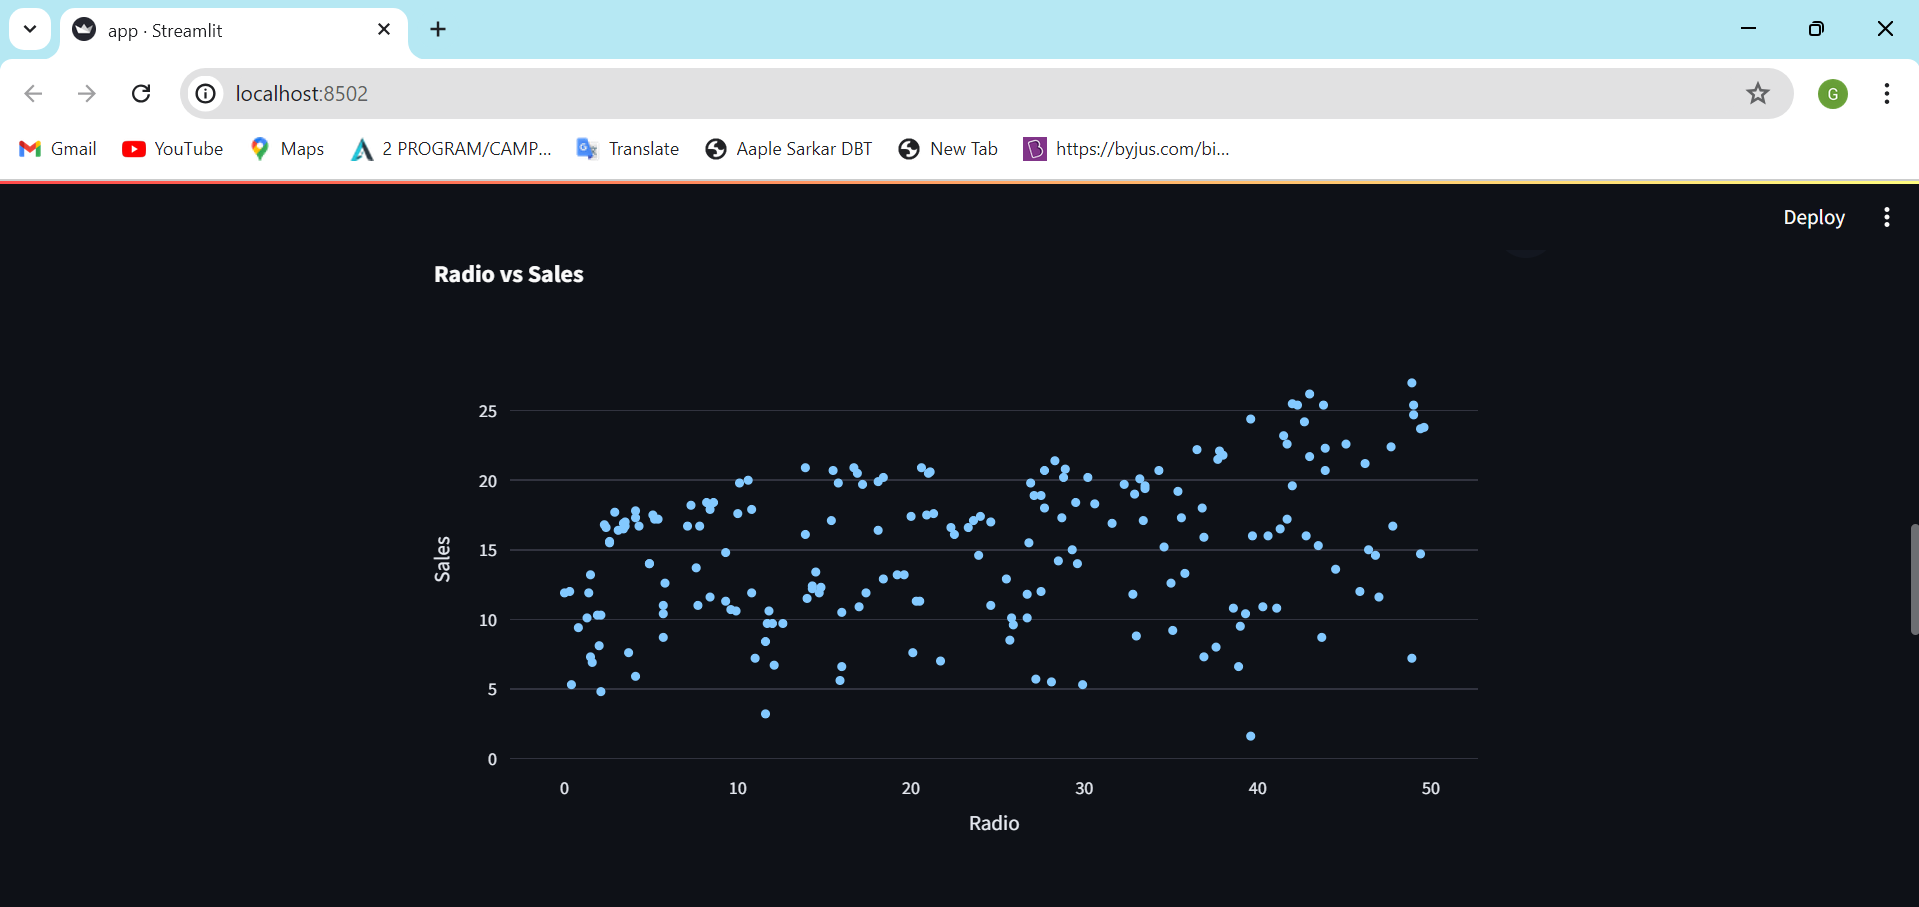 app · Streamlit
localhost:8502
G
Gmail YouTube Maps 2 PROGRAM/CAMP... Translate Aaple Sarkar DBT New Tab https://byjus.com/bi...
Deploy
Radio vs Sales
25
20
15
10
5
0
Sales
0 10 20 30 40 50
Radio